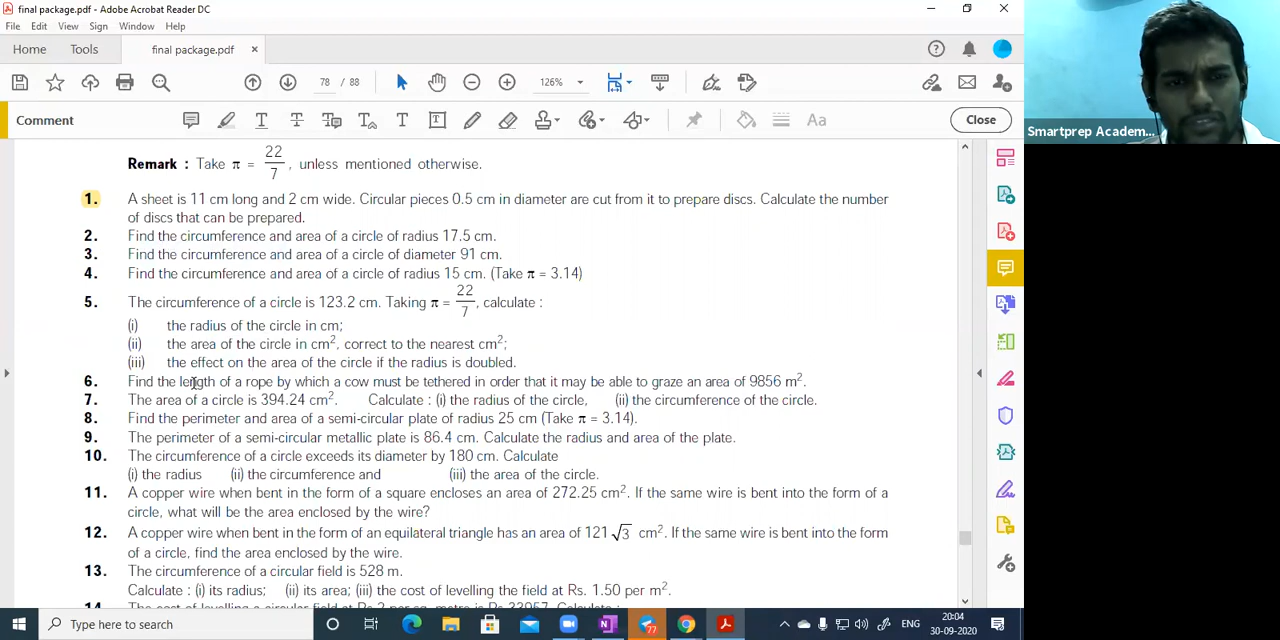 final package.pdf - Adobe Acrobat Reader DC
File Edit View Sign Window Help
Home Tools final package.pdf ×
78 / 88 126%
Comment Aa Close
Smartprep Academ...
Remark : Take π = 22/7, unless mentioned otherwise.
1. A sheet is 11 cm long and 2 cm wide. Circular pieces 0.5 cm in diameter are cut from it to prepare discs. Calculate the number
of discs that can be prepared.
2. Find the circumference and area of a circle of radius 17.5 cm.
3. Find the circumference and area of a circle of diameter 91 cm.
4. Find the circumference and area of a circle of radius 15 cm. (Take π = 3.14)
5. The circumference of a circle is 123.2 cm. Taking π = 22/7, calculate :
(i) the radius of the circle in cm;
(ii) the area of the circle in cm², correct to the nearest cm²;
(iii) the effect on the area of the circle if the radius is doubled.
6. Find the length of a rope by which a cow must be tethered in order that it may be able to graze an area of 9856 m².
7. The area of a circle is 394.24 cm². Calculate : (i) the radius of the circle, (ii) the circumference of the circle.
8. Find the perimeter and area of a semi-circular plate of radius 25 cm (Take π = 3.14).
9. The perimeter of a semi-circular metallic plate is 86.4 cm. Calculate the radius and area of the plate.
10. The circumference of a circle exceeds its diameter by 180 cm. Calculate
(i) the radius (ii) the circumference and (iii) the area of the circle.
11. A copper wire when bent in the form of a square encloses an area of 272.25 cm². If the same wire is bent into the form of a
circle, what will be the area enclosed by the wire?
12. A copper wire when bent in the form of an equilateral triangle has an area of 121√3 cm². If the same wire is bent into the form
of a circle, find the area enclosed by the wire.
13. The circumference of a circular field is 528 m.
Calculate : (i) its radius; (ii) its area; (iii) the cost of levelling the field at Rs. 1.50 per m².
14. The cost of levelling a circular field at Rs 2 per sq. metre is Rs 33957. Calculate :
Type here to search 77 ENG 20:04
30-09-2020